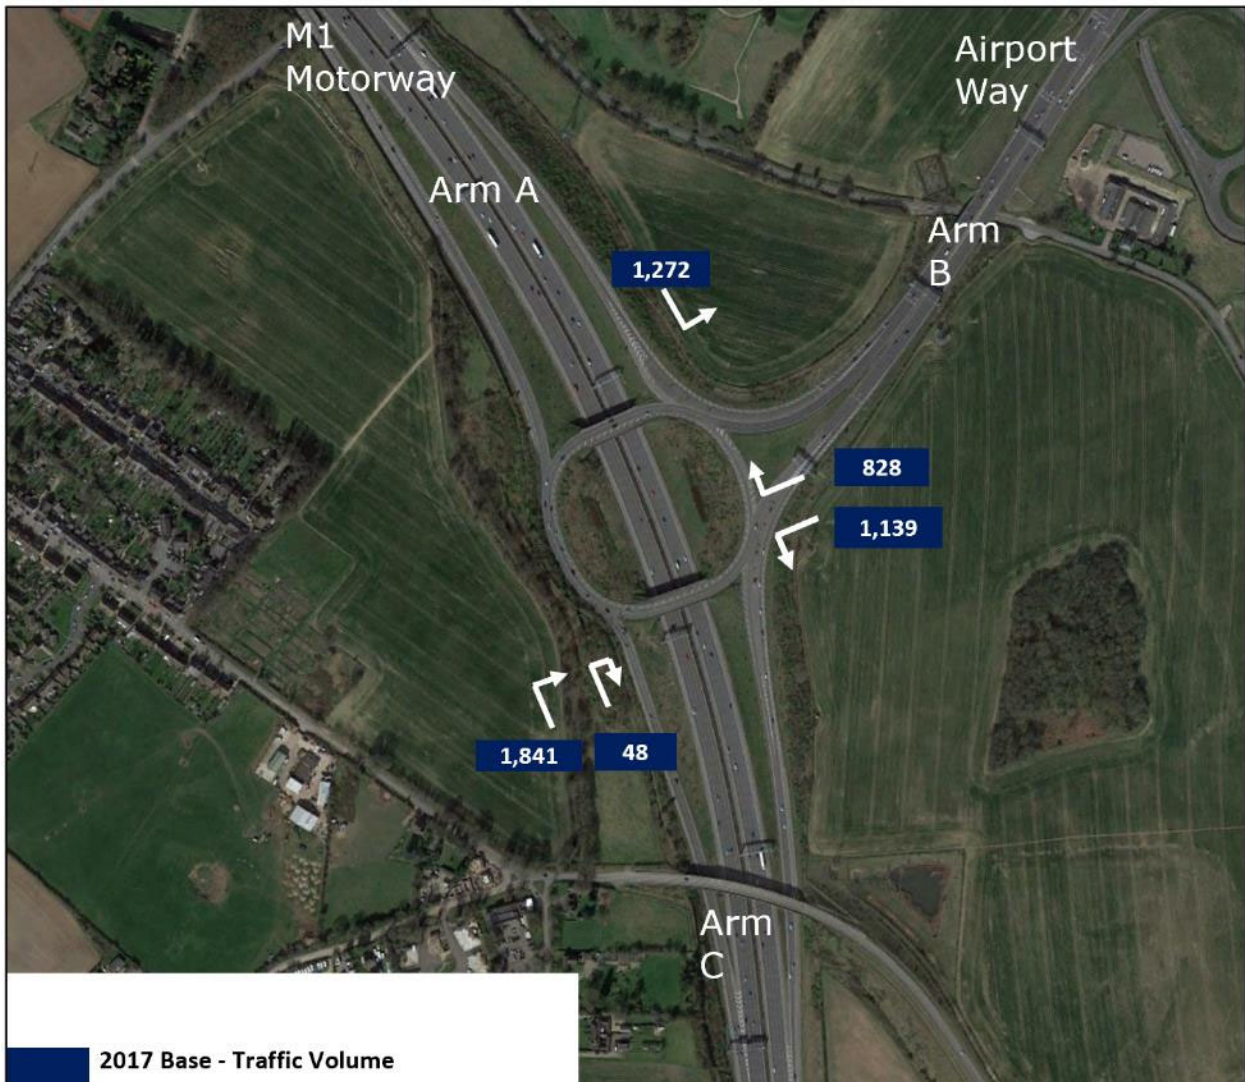 M1
Motorway
Airport
Way
Arm A
Arm
B
1,272
828
1,139
1,841
48
Arm
C
2017 Base - Traffic Volume